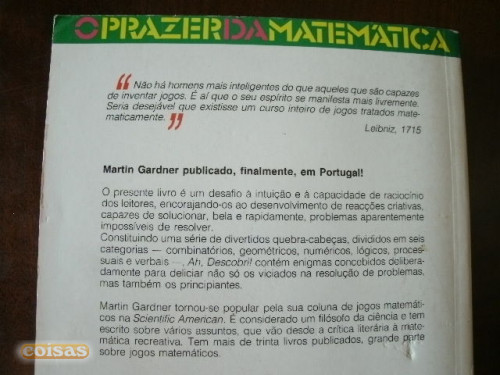 O PRAZER DA MATEMÁTICA
“ Não há homens mais inteligentes do que aqueles que são capazes
de inventar jogos. É aí que o seu espírito se manifesta mais livremente.
Seria desejável que existisse um curso inteiro de jogos tratados mate-
maticamente. ”
Leibniz, 1715
Martin Gardner publicado, finalmente, em Portugal!
O presente livro é um desafio à intuição e à capacidade de raciocínio
dos leitores, encorajando-os ao desenvolvimento de reacções criativas,
capazes de solucionar, bela e rapidamente, problemas aparentemente
impossíveis de resolver.
Constituindo uma série de divertidos quebra-cabeças, divididos em seis
categorias — combinatórios, geométricos, numéricos, lógicos, proces-
suais e verbais —, Ah, Descobri! contém enigmas concebidos delibera-
damente para deliciar não só os viciados na resolução de problemas,
mas também os principiantes.
Martin Gardner tornou-se popular pela sua coluna de jogos matemáti-
cos na Scientific American. É considerado um filósofo da ciência e tem
escrito sobre vários assuntos, que vão desde a crítica literária à mate-
mática recreativa. Tem mais de trinta livros publicados, grande parte
sobre jogos matemáticos.
coisas